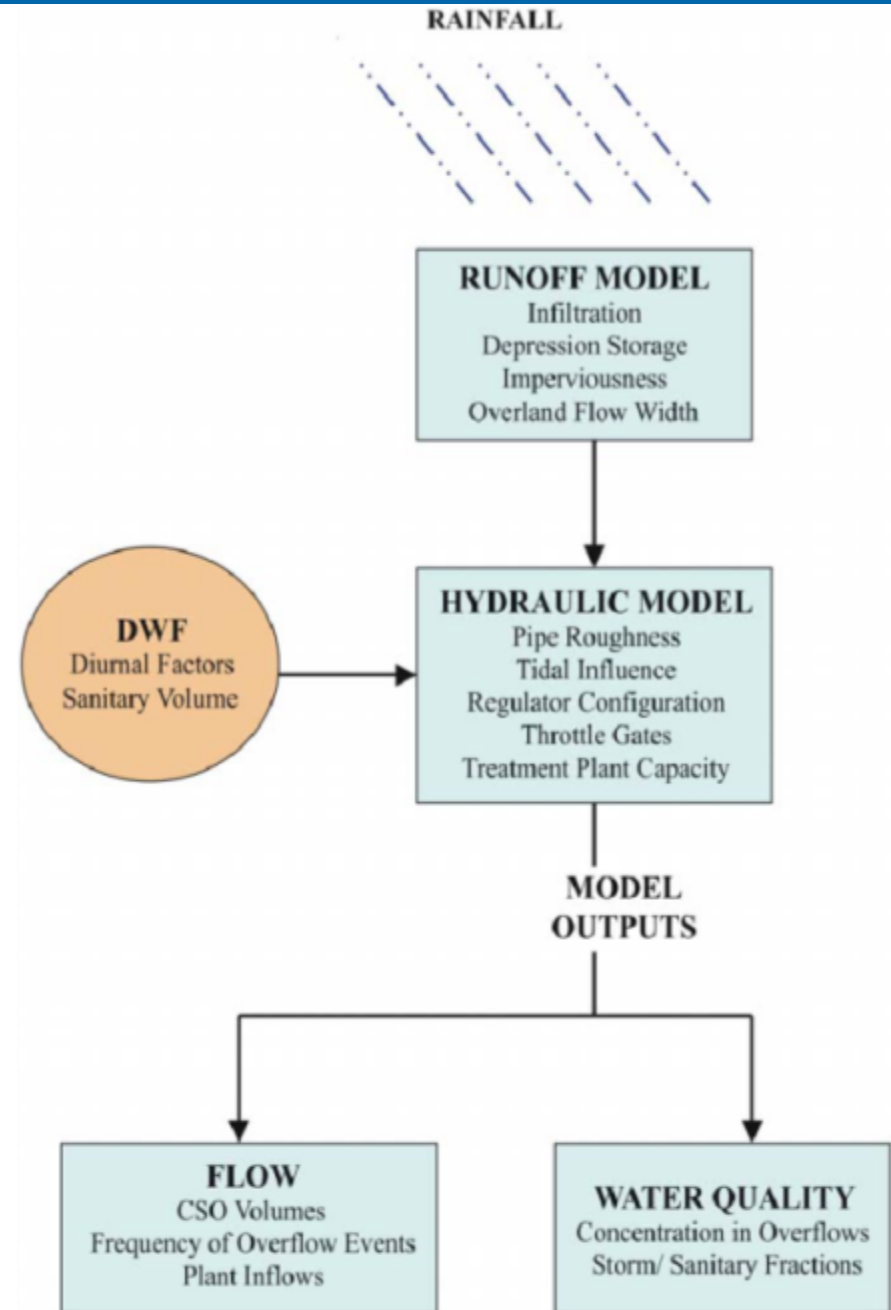 RAINFALL
RUNOFF MODEL
Infiltration
Depression Storage
Imperviousness
Overland Flow Width
DWF
Diurnal Factors
Sanitary Volume
HYDRAULIC MODEL
Pipe Roughness
Tidal Influence
Regulator Configuration
Throttle Gates
Treatment Plant Capacity
MODEL
OUTPUTS
FLOW
CSO Volumes
Frequency of Overflow Events
Plant Inflows
WATER QUALITY
Concentration in Overflows
Storm/ Sanitary Fractions